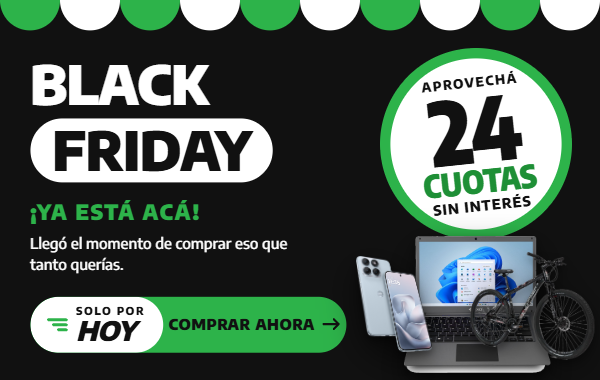 BLACK
FRIDAY
¡YA ESTÁ ACÁ!
Llegó el momento de comprar eso que
tanto querías.
SOLO POR
HOY
COMPRAR AHORA →
APROVECHÁ
24
CUOTAS
SIN INTERÉS